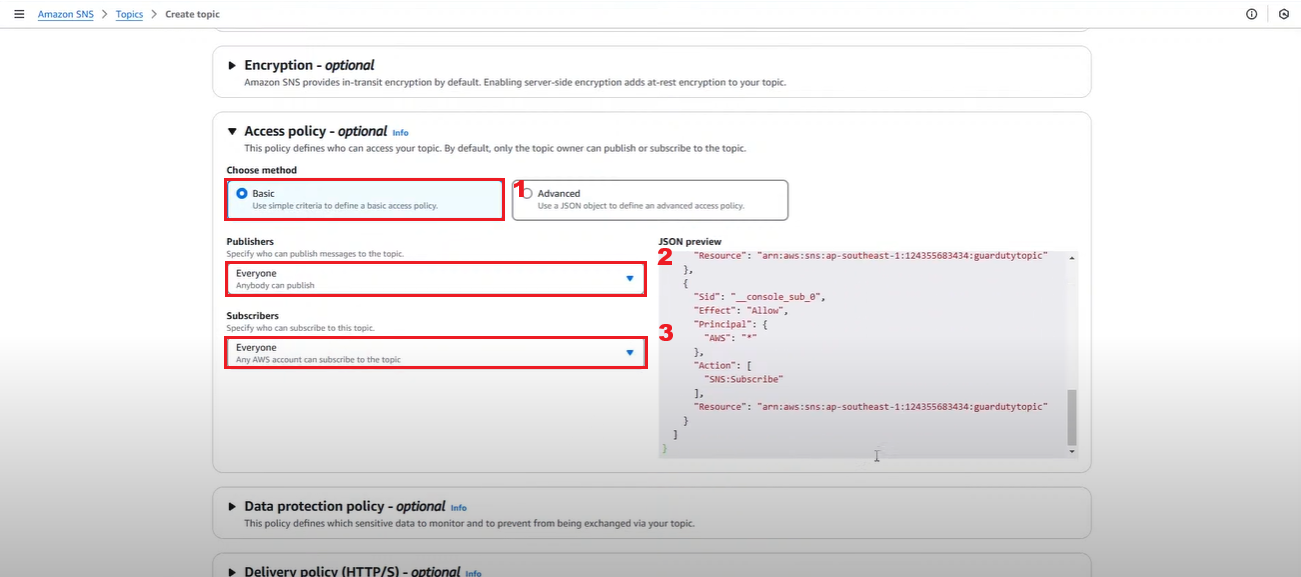 Amazon SNS > Topics > Create topic
Encryption - optional
Amazon SNS provides in-transit encryption by default. Enabling server-side encryption adds at-rest encryption to your topic.
Access policy - optional Info
This policy defines who can access your topic. By default, only the topic owner can publish or subscribe to the topic.
Choose method
Basic
Use simple criteria to define a basic access policy.
1
Advanced
Use a JSON object to define an advanced access policy.
Publishers
Specify who can publish messages to the topic.
Everyone
Anybody can publish
2
Subscribers
Specify who can subscribe to this topic.
Everyone
Any AWS account can subscribe to the topic
3
JSON preview
"Resource": "arn:aws:sns:ap-southeast-1:124355683434:guardutytopic"
},
{
"Sid": "__console_sub_0",
"Effect": "Allow",
"Principal": {
"AWS": "*"
},
"Action": [
"SNS:Subscribe"
],
"Resource": "arn:aws:sns:ap-southeast-1:124355683434:guardutytopic"
}
]
}
Data protection policy - optional Info
This policy defines which sensitive data to monitor and to prevent from being exchanged via your topic.
Delivery policy (HTTP/S) - optional Info